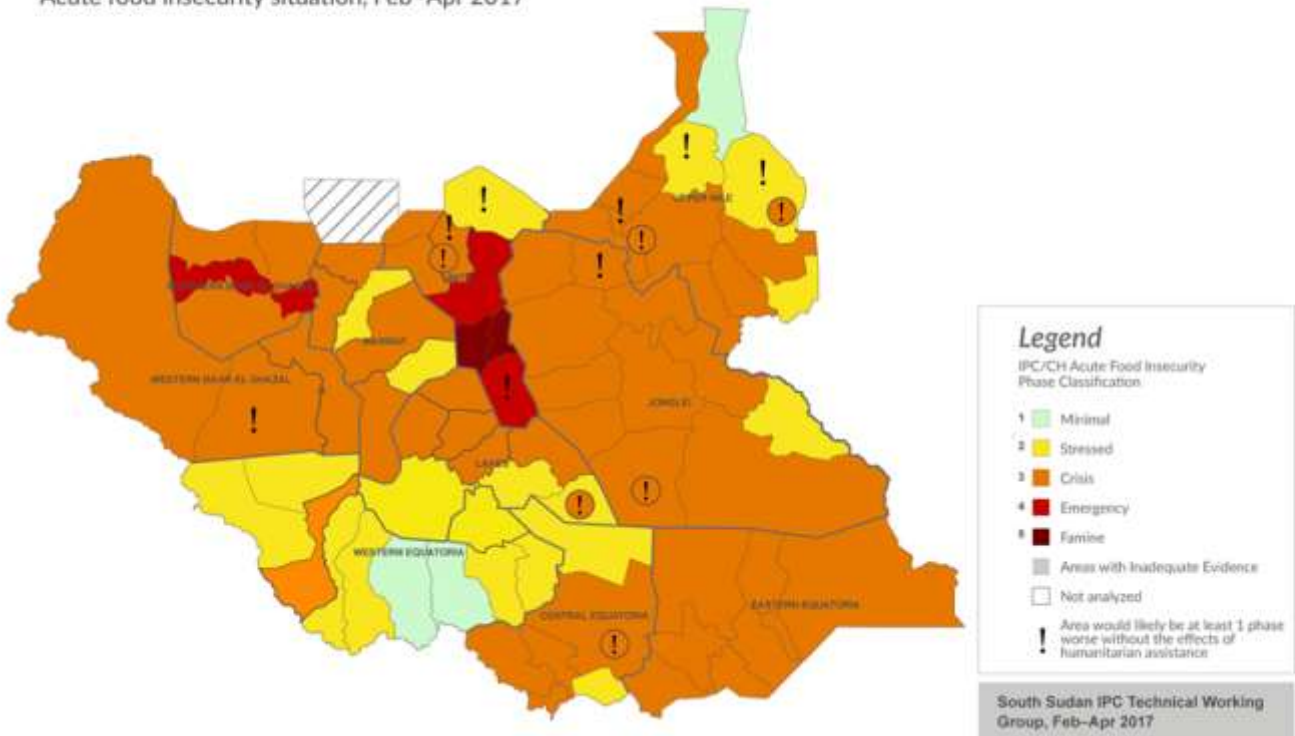 Acute food insecurity situation, Feb–Apr 2017
UPPER NILE
WARRAP
WESTERN BAHR EL GHAZAL
JONGLEI
LAKES
WESTERN EQUATORIA
CENTRAL EQUATORIA
EASTERN EQUATORIA
Legend
IPC/CH Acute Food Insecurity
Phase Classification
1 Minimal
2 Stressed
3 Crisis
4 Emergency
5 Famine
Areas with Inadequate Evidence
Not analyzed
! Area would likely be at least 1 phase
worse without the effects of
humanitarian assistance
South Sudan IPC Technical Working
Group, Feb–Apr 2017